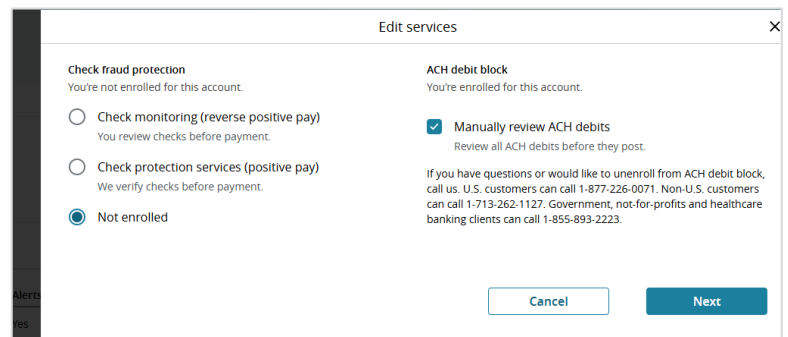 Edit services
Check fraud protection
You're not enrolled for this account.
Check monitoring (reverse positive pay)
You review checks before payment.
Check protection services (positive pay)
We verify checks before payment.
Not enrolled
ACH debit block
You're enrolled for this account.
Manually review ACH debits
Review all ACH debits before they post.
If you have questions or would like to unenroll from ACH debit block,
call us. U.S. customers can call 1-877-226-0071. Non-U.S. customers
can call 1-713-262-1127. Government, not-for-profits and healthcare
banking clients can call 1-855-893-2223.
Alerts
Yes
Cancel
Next